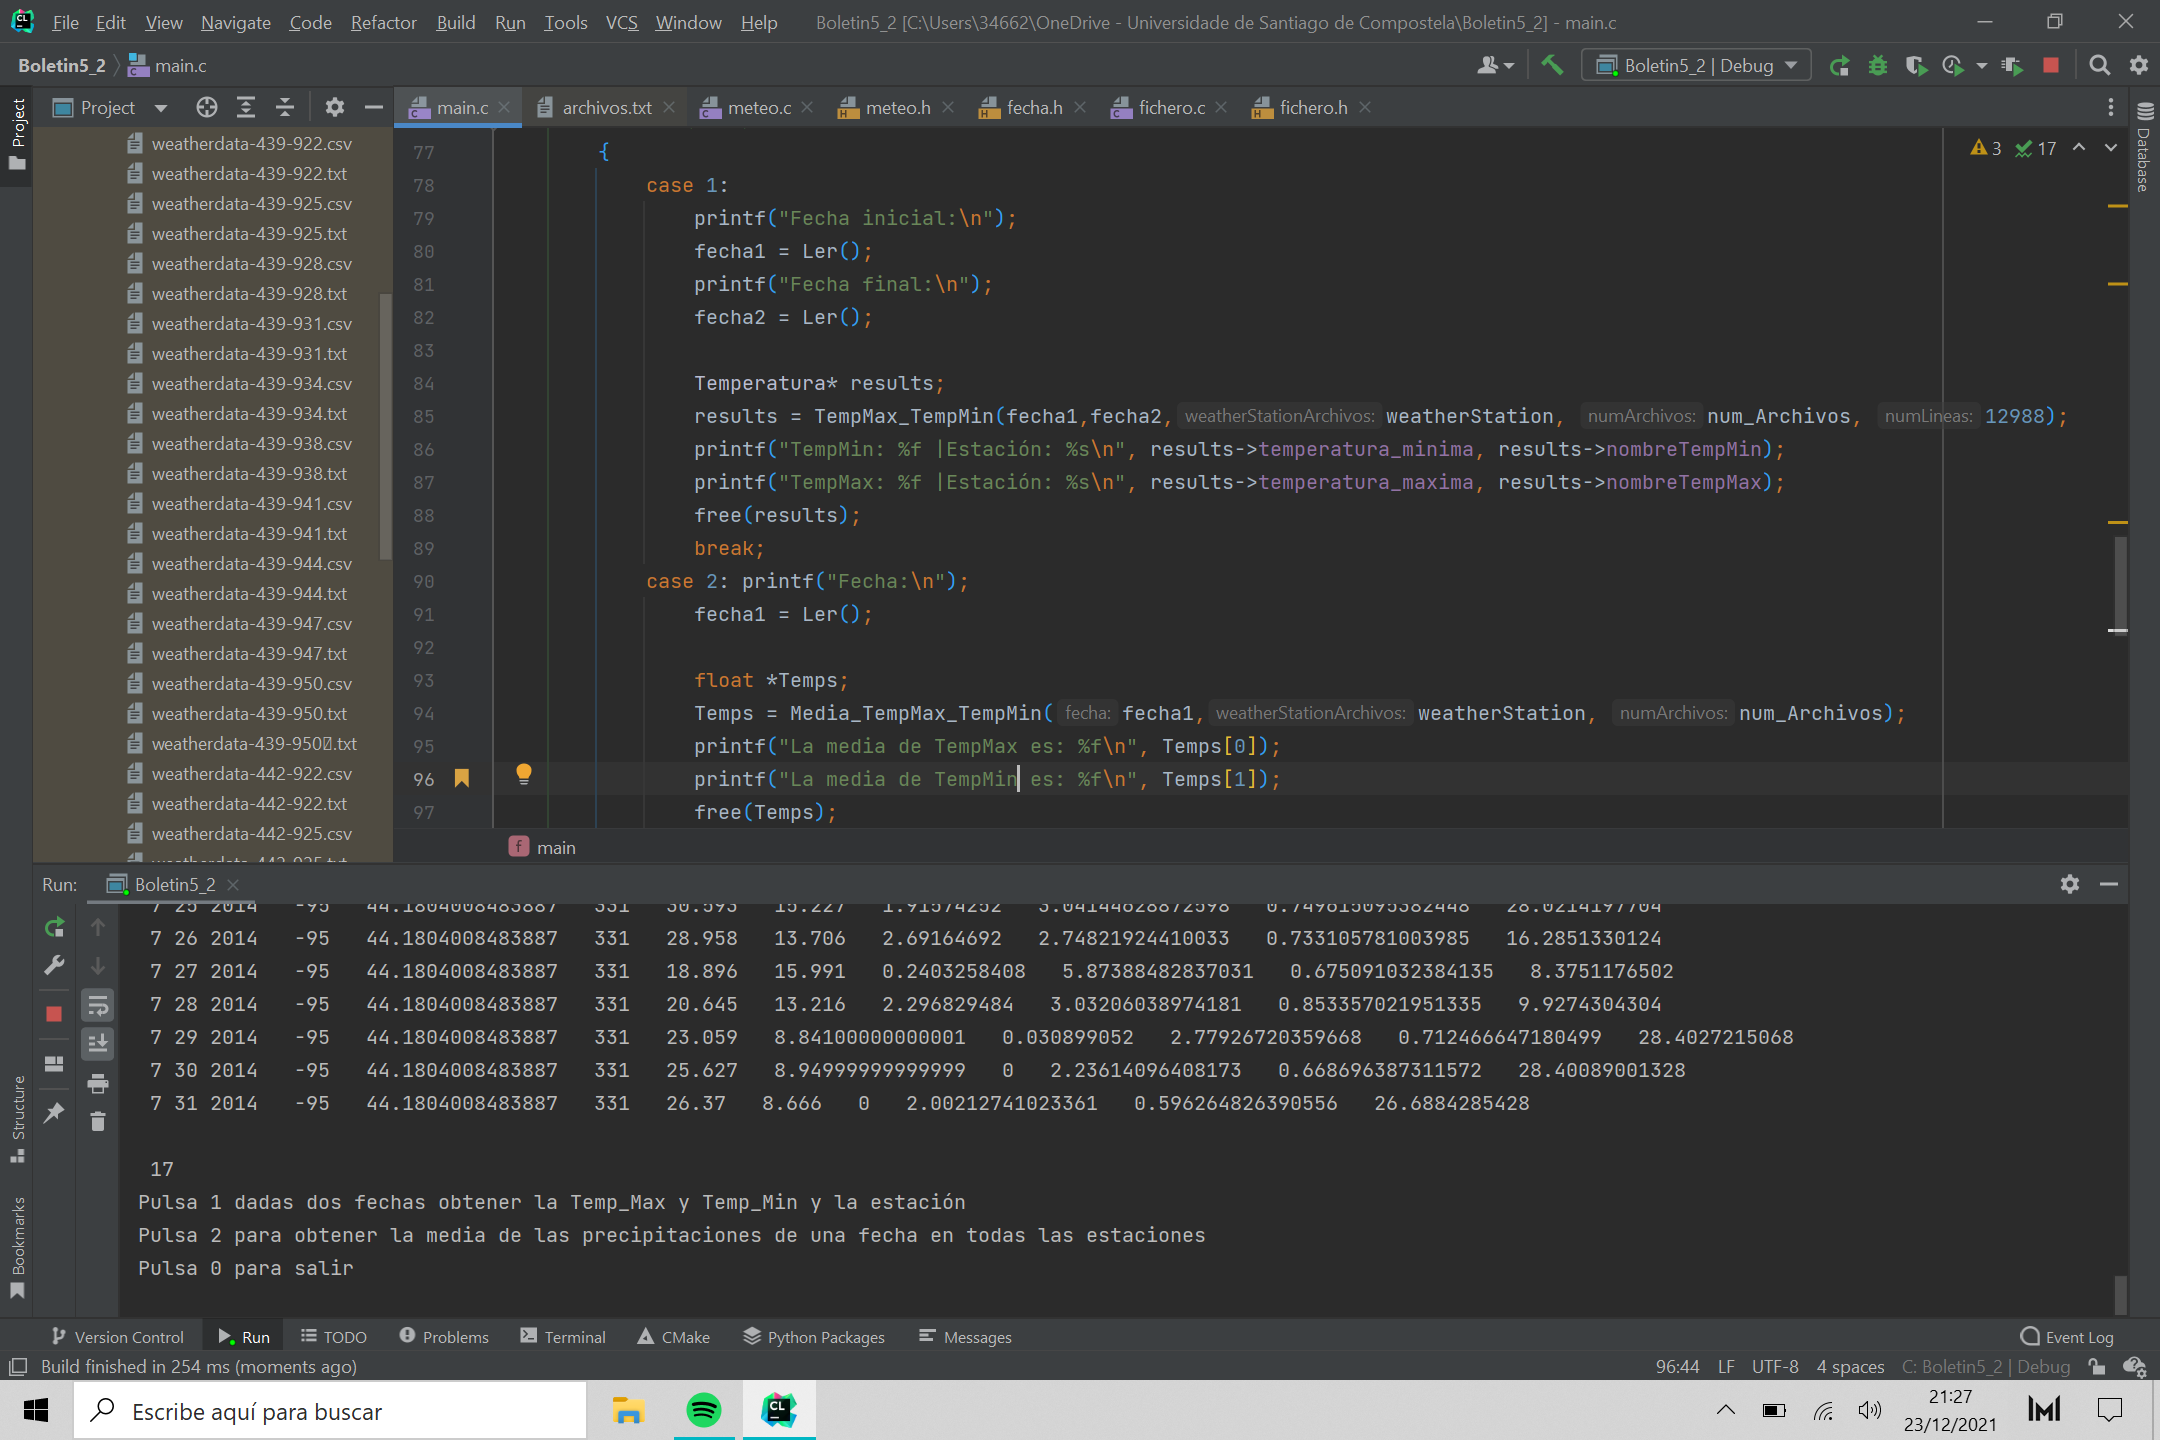 File Edit View Navigate Code Refactor Build Run Tools VCS Window Help Boletin5_2 [C:\Users\34662\OneDrive - Universidade de Santiago de Compostela\Boletin5_2] - main.c
Boletin5_2 main.c Boletin5_2 | Debug
Project main.c archivos.txt meteo.c meteo.h fecha.h fichero.c fichero.h
Project
Structure
Bookmarks
Database
weatherdata-439-922.csv
weatherdata-439-922.txt
weatherdata-439-925.csv
weatherdata-439-925.txt
weatherdata-439-928.csv
weatherdata-439-928.txt
weatherdata-439-931.csv
weatherdata-439-931.txt
weatherdata-439-934.csv
weatherdata-439-934.txt
weatherdata-439-938.csv
weatherdata-439-938.txt
weatherdata-439-941.csv
weatherdata-439-941.txt
weatherdata-439-944.csv
weatherdata-439-944.txt
weatherdata-439-947.csv
weatherdata-439-947.txt
weatherdata-439-950.csv
weatherdata-439-950.txt
weatherdata-439-950.txt
weatherdata-442-922.csv
weatherdata-442-922.txt
weatherdata-442-925.csv
3 17
77 {
78 case 1:
79 printf("Fecha inicial:\n");
80 fecha1 = Ler();
81 printf("Fecha final:\n");
82 fecha2 = Ler();
83
84 Temperatura* results;
85 results = TempMax_TempMin(fecha1,fecha2, weatherStationArchivos: weatherStation, numArchivos: num_Archivos, numLineas: 12988);
86 printf("TempMin: %f |Estación: %s\n", results->temperatura_minima, results->nombreTempMin);
87 printf("TempMax: %f |Estación: %s\n", results->temperatura_maxima, results->nombreTempMax);
88 free(results);
89 break;
90 case 2: printf("Fecha:\n");
91 fecha1 = Ler();
92
93 float *Temps;
94 Temps = Media_TempMax_TempMin( fecha: fecha1, weatherStationArchivos: weatherStation, numArchivos: num_Archivos);
95 printf("La media de TempMax es: %f\n", Temps[0]);
96 printf("La media de TempMin es: %f\n", Temps[1]);
97 free(Temps);
f main
Run: Boletin5_2
7 25 2014 -95 44.1804008483887 331 30.593 15.227 1.91574252 3.04144628872598 0.749615095382448 28.0214197704
7 26 2014 -95 44.1804008483887 331 28.958 13.706 2.69164692 2.74821924410033 0.733105781003985 16.2851330124
7 27 2014 -95 44.1804008483887 331 18.896 15.991 0.2403258408 5.87388482837031 0.675091032384135 8.3751176502
7 28 2014 -95 44.1804008483887 331 20.645 13.216 2.296829484 3.03206038974181 0.853357021951335 9.9274304304
7 29 2014 -95 44.1804008483887 331 23.059 8.84100000000001 0.030899052 2.77926720359668 0.712466647180499 28.4027215068
7 30 2014 -95 44.1804008483887 331 25.627 8.94999999999999 0 2.23614096408173 0.668696387311572 28.40089001328
7 31 2014 -95 44.1804008483887 331 26.37 8.666 0 2.00212741023361 0.596264826390556 26.6884285428
17
Pulsa 1 dadas dos fechas obtener la Temp_Max y Temp_Min y la estación
Pulsa 2 para obtener la media de las precipitaciones de una fecha en todas las estaciones
Pulsa 0 para salir
Version Control Run TODO Problems Terminal CMake Python Packages Messages Event Log
Build finished in 254 ms (moments ago) 96:44 LF UTF-8 4 spaces C: Boletin5_2 | Debug
Escribe aquí para buscar
21:27
23/12/2021